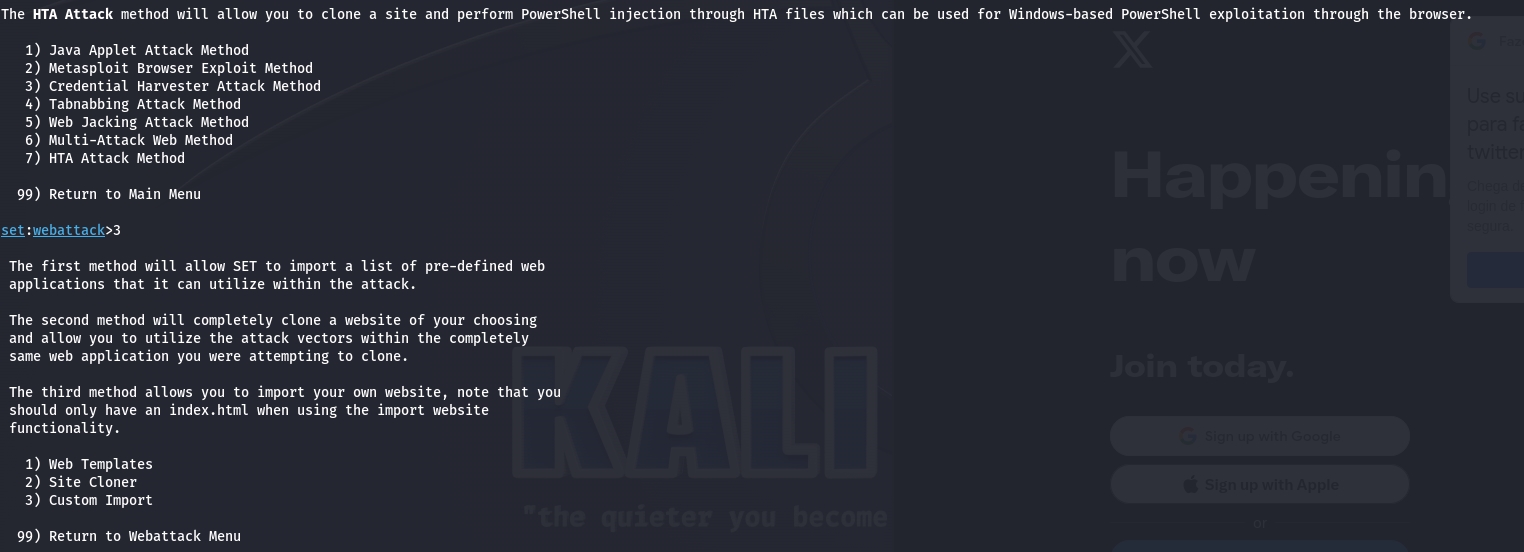 The HTA Attack method will allow you to clone a site and perform PowerShell injection through HTA files which can be used for Windows-based PowerShell exploitation through the browser.
1) Java Applet Attack Method
2) Metasploit Browser Exploit Method
3) Credential Harvester Attack Method
4) Tabnabbing Attack Method
5) Web Jacking Attack Method
6) Multi-Attack Web Method
7) HTA Attack Method
99) Return to Main Menu
set:webattack>3
The first method will allow SET to import a list of pre-defined web
applications that it can utilize within the attack.
The second method will completely clone a website of your choosing
and allow you to utilize the attack vectors within the completely
same web application you were attempting to clone.
The third method allows you to import your own website, note that you
should only have an index.html when using the import website
functionality.
1) Web Templates
2) Site Cloner
3) Custom Import
99) Return to Webattack Menu
KALI
"the quieter you become
X
Happenin
now
Join today.
Sign up with Google
Sign up with Apple
or
Use su
para fa
twitter
Chega d
segura.